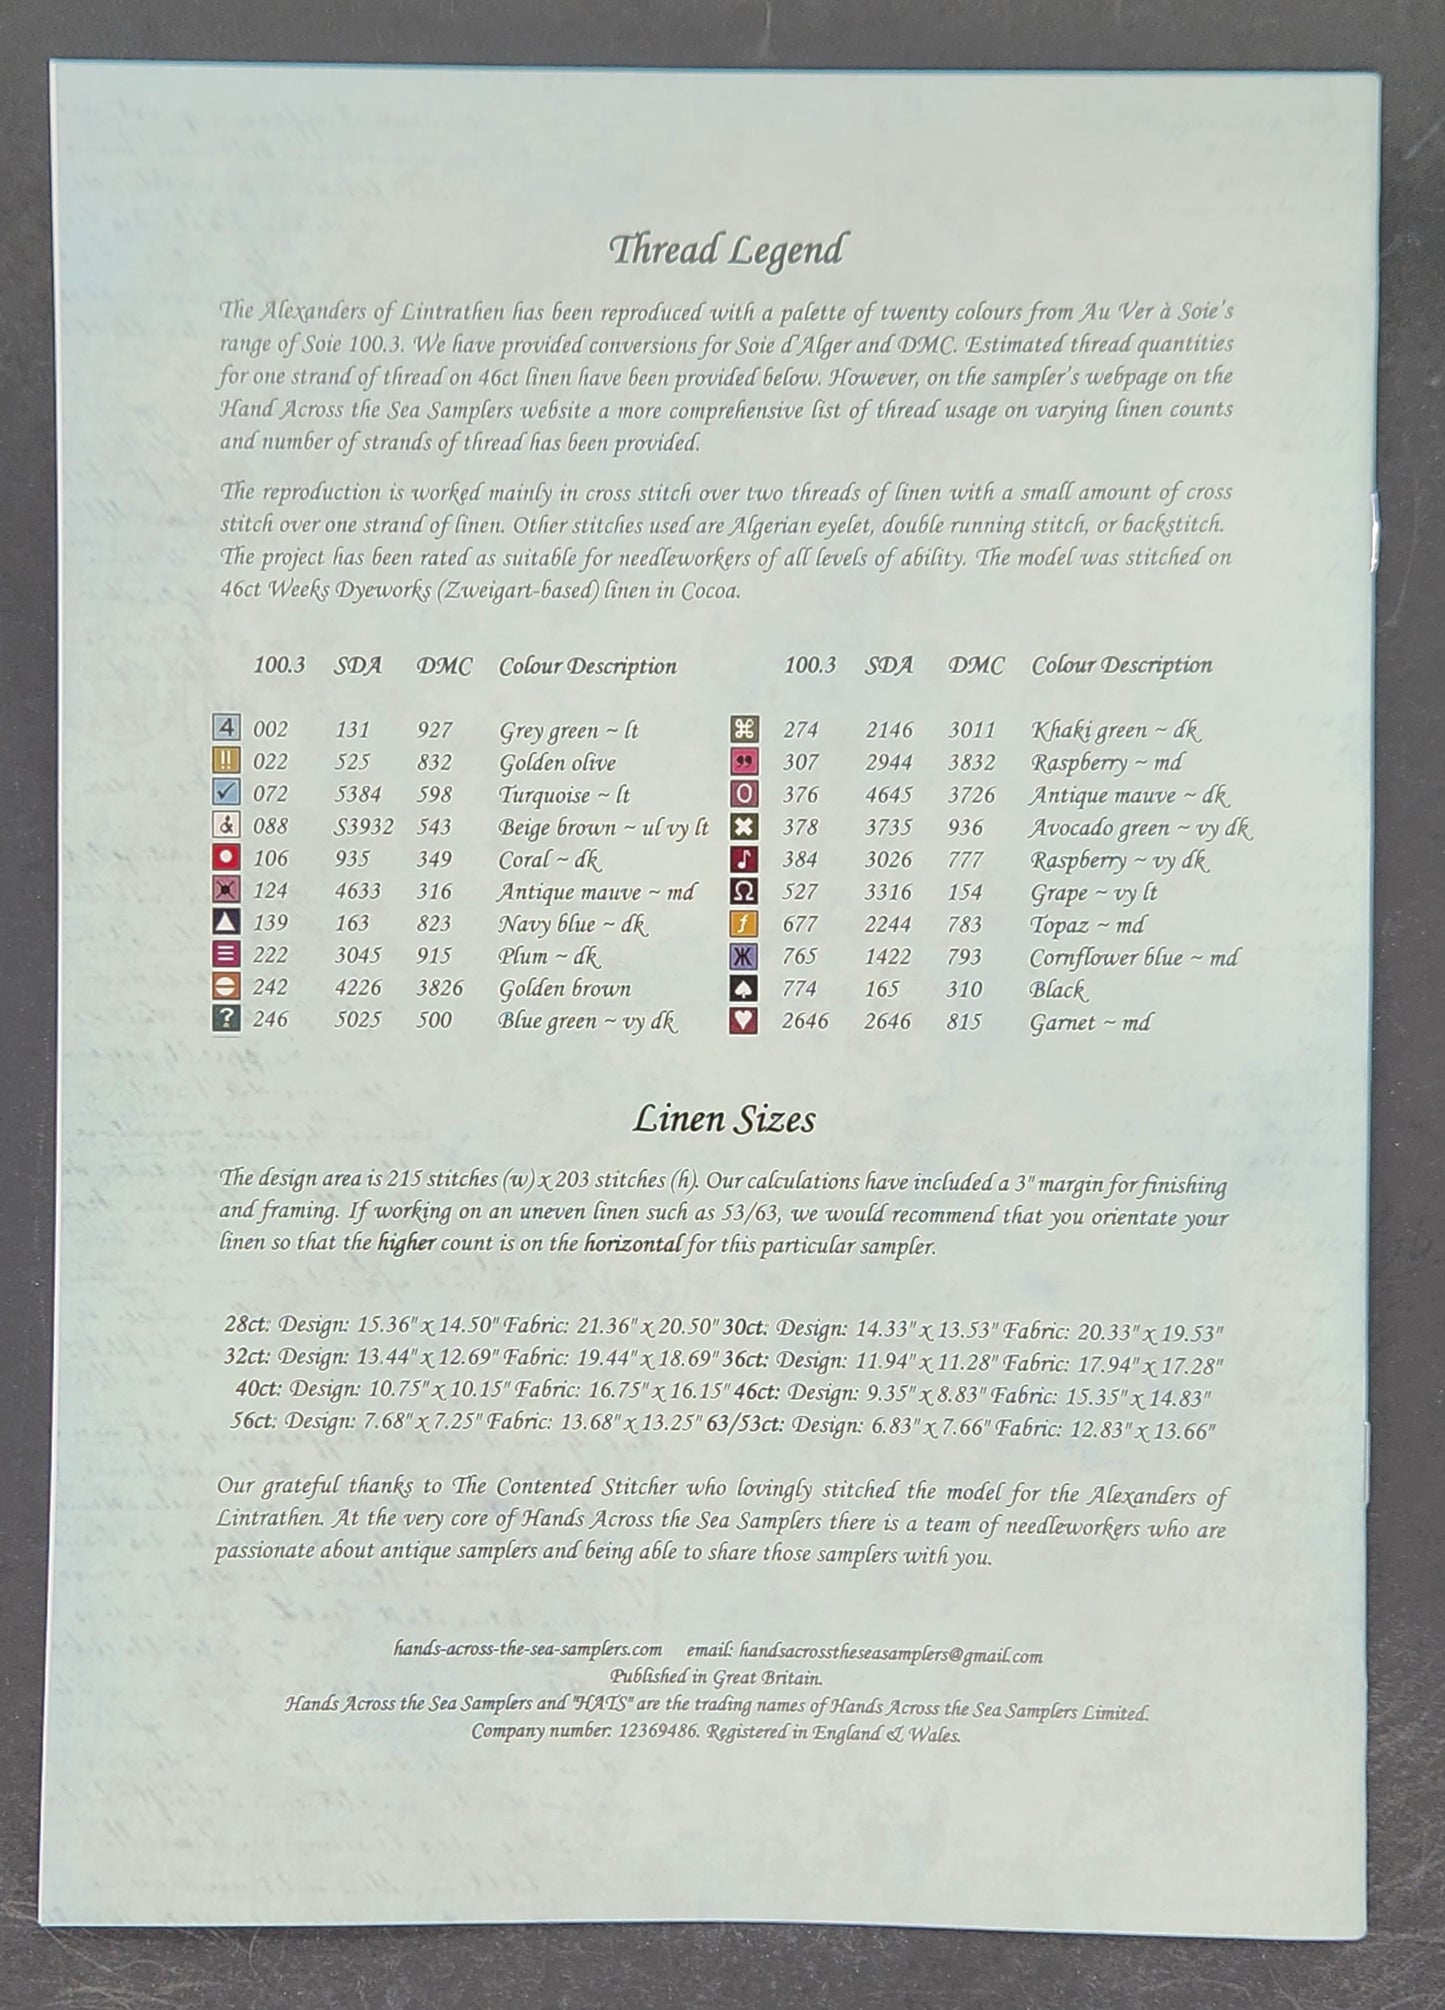 Thread Legend
The Alexanders of Lintrathen has been reproduced with a palette of twenty colours from Au Ver à Soie's
range of Soie 100.3. We have provided conversions for Soie d'Alger and DMC. Estimated thread quantities
for one strand of thread on 46ct linen have been provided below. However, on the sampler's webpage on the
Hand Across the Sea Samplers website a more comprehensive list of thread usage on varying linen counts
and number of strands of thread has been provided.
The reproduction is worked mainly in cross stitch over two threads of linen with a small amount of cross
stitch over one strand of linen. Other stitches used are Algerian eyelet, double running stitch, or backstitch.
The project has been rated as suitable for needleworkers of all levels of ability. The model was stitched on
46ct Weeks Dyeworks (Zweigart-based) linen in Cocoa.
100.3 SDA DMC Colour Description 100.3 SDA DMC Colour Description
4 002 131 927 Grey green ~ lt ⌘ 274 2146 3011 Khaki green ~ dk
!! 022 525 832 Golden olive ❟❟ 307 2944 3832 Raspberry ~ md
✓ 072 5384 598 Turquoise ~ lt O 376 4645 3726 Antique mauve ~ dk
088 S3932 543 Beige brown ~ ul vy lt ✖ 378 3735 936 Avocado green ~ vy dk
● 106 935 349 Coral ~ dk ♪ 384 3026 777 Raspberry ~ vy dk
124 4633 316 Antique mauve ~ md Ω 527 3316 154 Grape ~ vy lt
▲ 139 163 823 Navy blue ~ dk ƒ 677 2244 783 Topaz ~ md
≡ 222 3045 915 Plum ~ dk Ж 765 1422 793 Cornflower blue ~ md
242 4226 3826 Golden brown ♠ 774 165 310 Black
? 246 5025 500 Blue green ~ vy dk ♥ 2646 2646 815 Garnet ~ md
Linen Sizes
The design area is 215 stitches (w) x 203 stitches (h). Our calculations have included a 3" margin for finishing
and framing. If working on an uneven linen such as 53/63, we would recommend that you orientate your
linen so that the higher count is on the horizontal for this particular sampler.
28ct: Design: 15.36" x 14.50" Fabric: 21.36" x 20.50" 30ct: Design: 14.33" x 13.53" Fabric: 20.33" x 19.53"
32ct: Design: 13.44" x 12.69" Fabric: 19.44" x 18.69" 36ct: Design: 11.94" x 11.28" Fabric: 17.94" x 17.28"
40ct: Design: 10.75" x 10.15" Fabric: 16.75" x 16.15" 46ct: Design: 9.35" x 8.83" Fabric: 15.35" x 14.83"
56ct: Design: 7.68" x 7.25" Fabric: 13.68" x 13.25" 63/53ct: Design: 6.83" x 7.66" Fabric: 12.83" x 13.66"
Our grateful thanks to The Contented Stitcher who lovingly stitched the model for the Alexanders of
Lintrathen. At the very core of Hands Across the Sea Samplers there is a team of needleworkers who are
passionate about antique samplers and being able to share those samplers with you.
hands-across-the-sea-samplers.com email: handsacrosstheseasamplers@gmail.com
Published in Great Britain.
Hands Across the Sea Samplers and "HATS" are the trading names of Hands Across the Sea Samplers Limited.
Company number: 12369486. Registered in England & Wales.